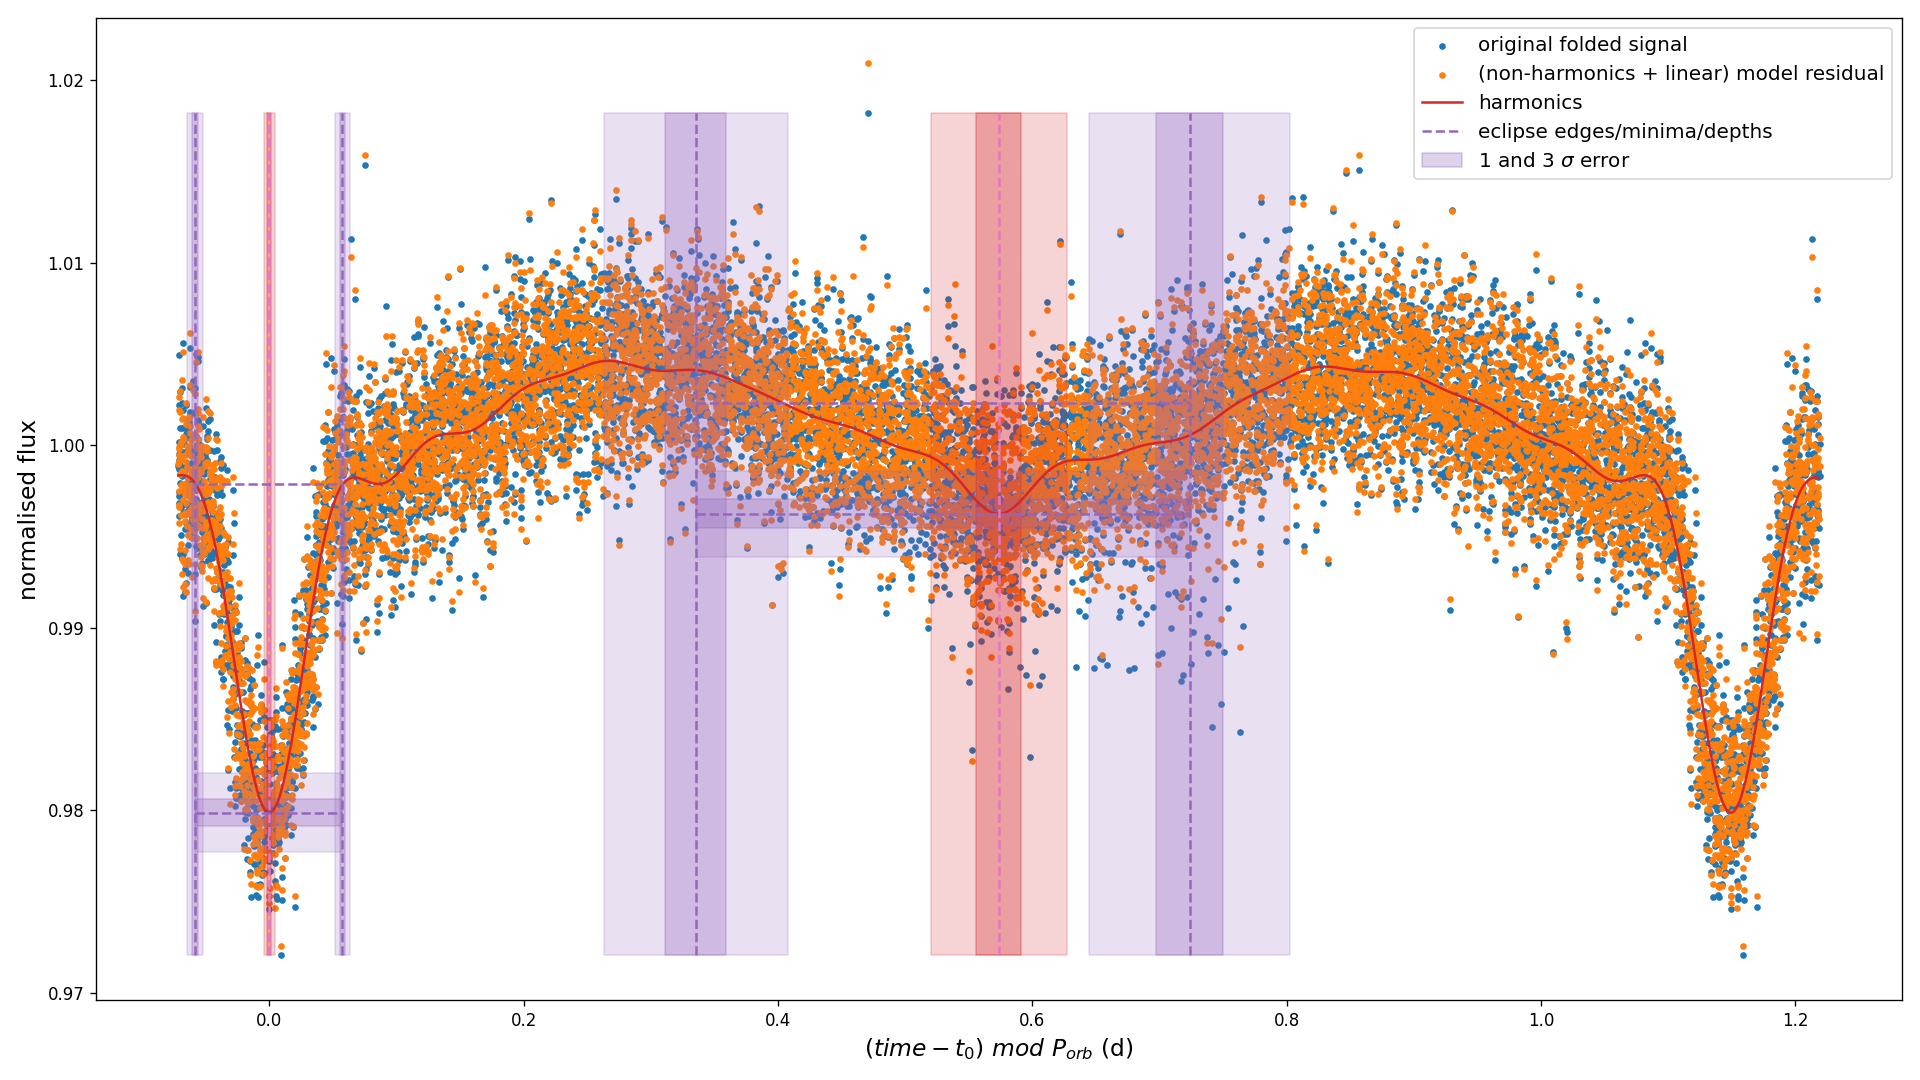 original folded signal
(non-harmonics + linear) model residual
harmonics
eclipse edges/minima/depths
1 and 3 σ error
normalised flux
1.02
1.01
1.00
0.99
0.98
0.97
0.0 0.2 0.4 0.6 0.8 1.0 1.2
(time − t₀) mod P_orb (d)